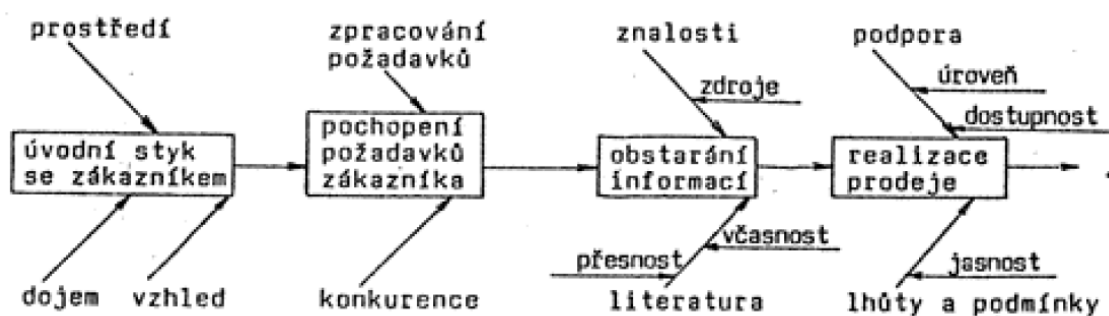 prostředí
zpracování
požadavků
znalosti
podpora
zdroje
úroveň
dostupnost
úvodní styk
se zákazníkem
pochopení
požadavků
zákazníka
obstarání
informací
realizace
prodeje
včasnost
přesnost
jasnost
dojem
vzhled
konkurence
literatura
lhůty a podmínky